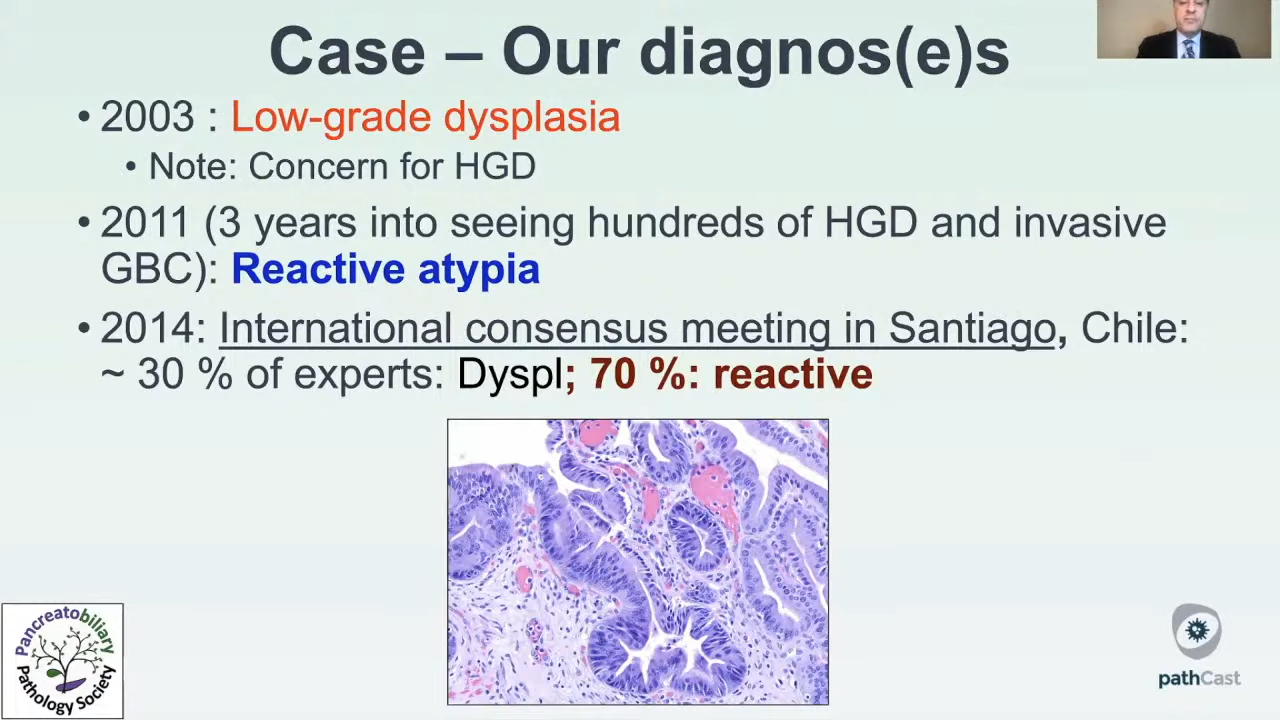 Case – Our diagnos(e)s
• 2003 : Low-grade dysplasia
• Note: Concern for HGD
• 2011 (3 years into seeing hundreds of HGD and invasive
GBC): Reactive atypia
• 2014: International consensus meeting in Santiago, Chile:
~ 30 % of experts: Dyspl; 70 %: reactive
Pancreatobiliary
Pathology Society
pathCast